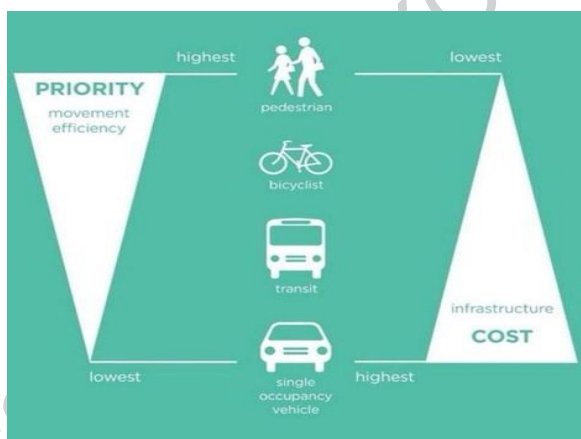 highest
lowest
PRIORITY
movement
efficiency
pedestrian
bicyclist
transit
infrastructure
COST
lowest
single
occupancy
vehicle
highest